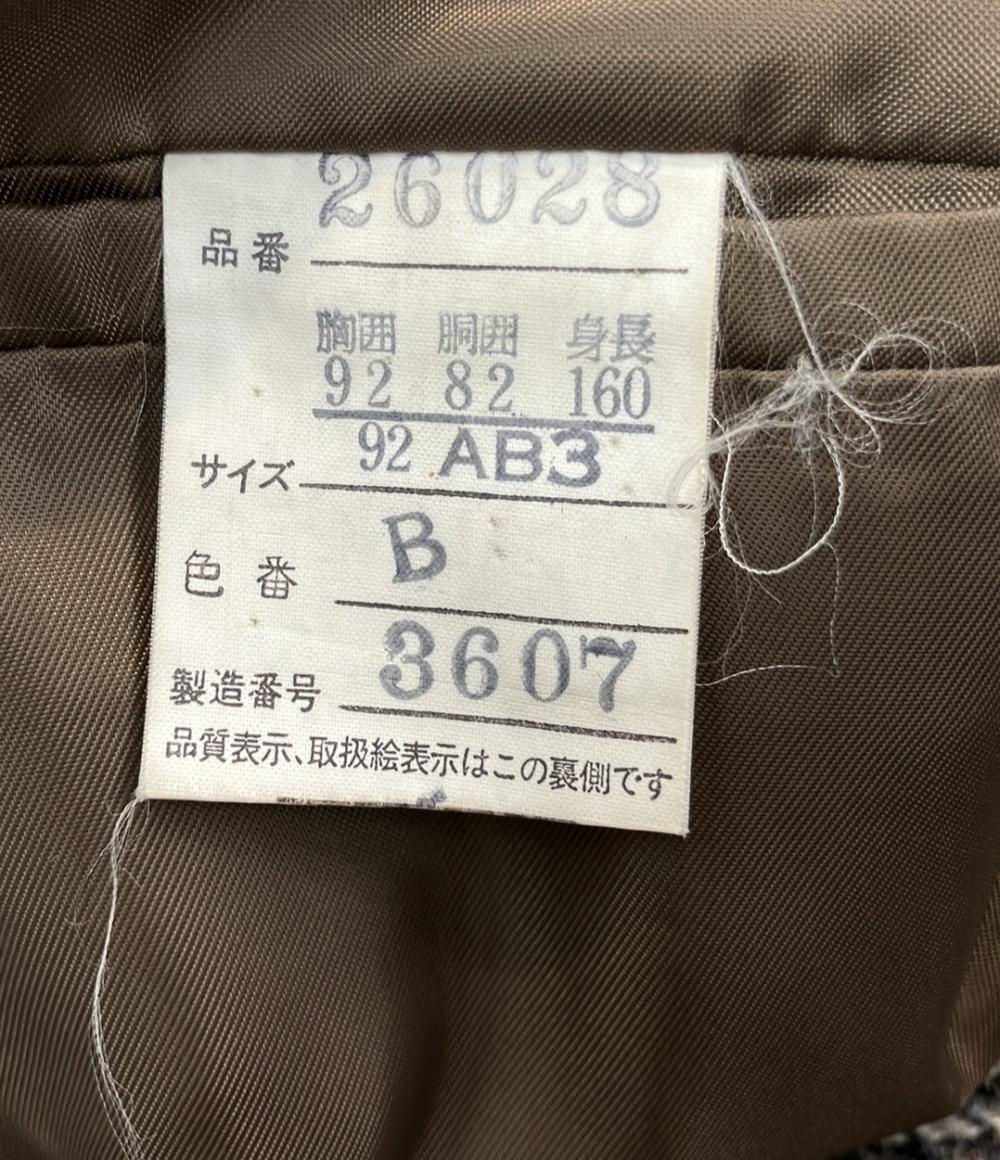 品番 26028
胸囲 胴囲 身長
92 82 160
サイズ 92 AB3
色番 B
製造番号 3607
品質表示、取扱絵表示はこの裏側です